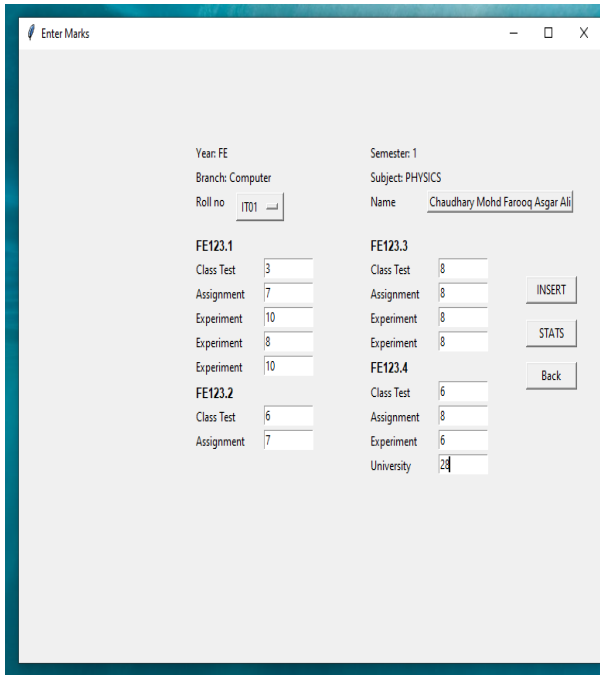 Enter Marks
Year: FE Semester: 1
Branch: Computer Subject: PHYSICS
Roll no IT01 Name Chaudhary Mohd Farooq Asgar Ali
FE123.1 FE123.3
Class Test 3 Class Test 8
Assignment 7 Assignment 8 INSERT
Experiment 10 Experiment 8
Experiment 8 Experiment 8 STATS
Experiment 10 FE123.4 Back
FE123.2 Class Test 6
Class Test 6 Assignment 8
Assignment 7 Experiment 6
University 28